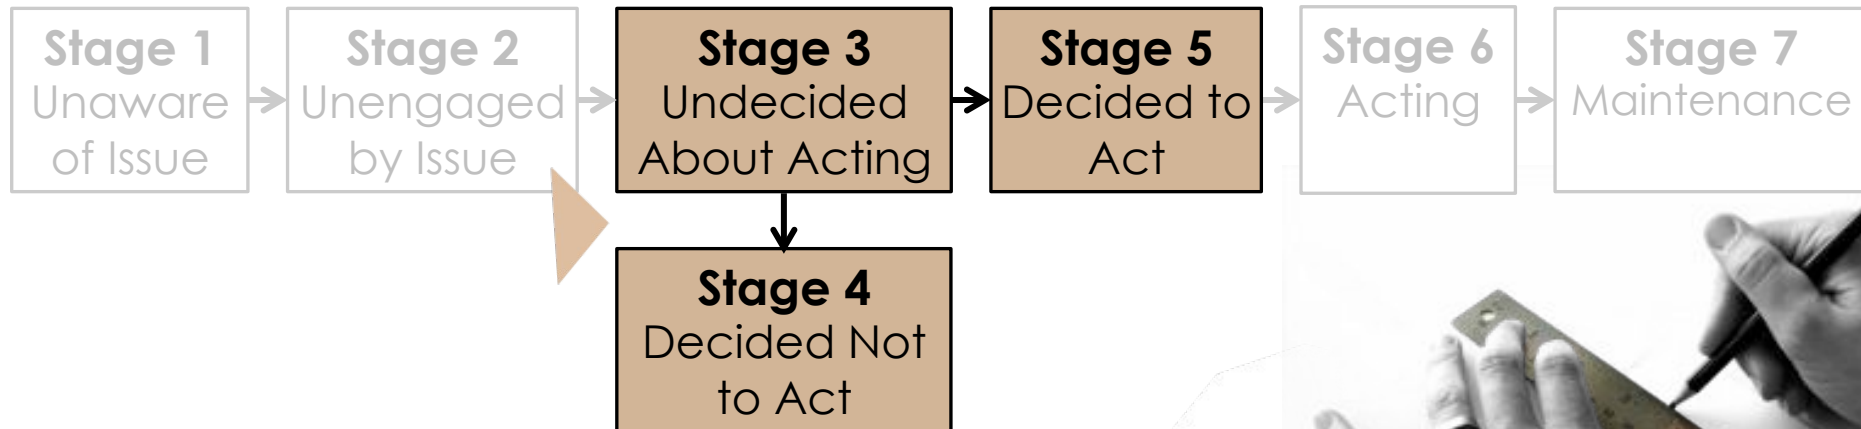 Stage 1
Unaware
of Issue
Stage 2
Unengaged
by Issue
Stage 3
Undecided
About Acting
Stage 5
Decided to
Act
Stage 6
Acting
Stage 7
Maintenance
Stage 4
Decided Not
to Act